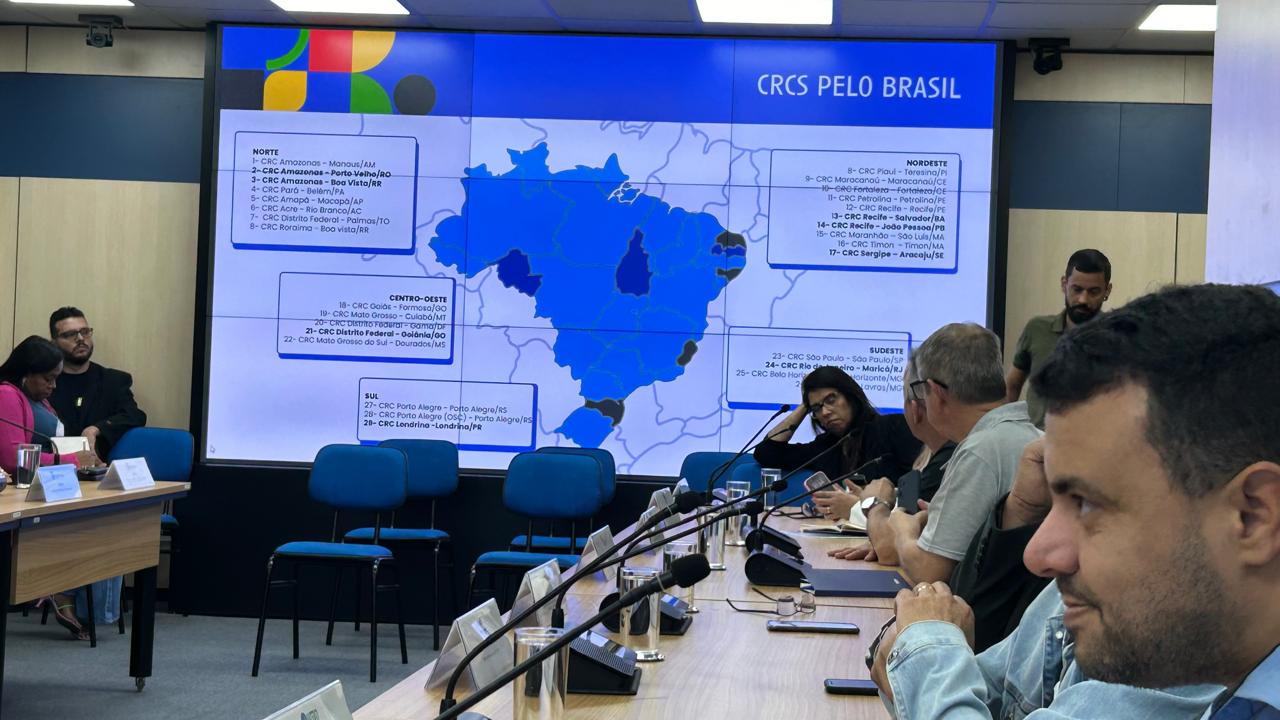 CRCS PELO BRASIL
NORTE
1- CRC Amazonas - Manaus/AM
2- CRC Amazonas - Porto Velho/RO
3- CRC Amazonas - Boa Vista/RR
4- CRC Pará - Belém/PA
5- CRC Amapá - Macapá/AP
6- CRC Acre - Rio Branco/AC
7- CRC Distrito Federal - Palmas/TO
8- CRC Roraima - Boa vista/RR
NORDESTE
8- CRC Piauí - Teresina/PI
9- CRC Maracanaú - Maracanaú/CE
10- CRC Fortaleza - Fortaleza/CE
11- CRC Petrolina - Petrolina/PE
12- CRC Recife - Recife/PE
13- CRC Recife - Salvador/BA
14- CRC Recife - João Pessoa/PB
15- CRC Maranhão - São Luís/MA
16- CRC Timon - Timon/MA
17- CRC Sergipe - Aracaju/SE
CENTRO-OESTE
18- CRC Goiás - Formosa/GO
19- CRC Mato Grosso - Cuiabá/MT
20- CRC Distrito Federal - Gama/DF
21- CRC Distrito Federal - Goiânia/GO
22- CRC Mato Grosso do Sul - Dourados/MS
SUDESTE
23- CRC São Paulo - São Paulo/SP
24- CRC Rio de Janeiro - Maricá/RJ
25- CRC Belo Horizonte/MG
Lavras/MG
SUL
27- CRC Porto Alegre - Porto Alegre/RS
28- CRC Porto Alegre (OSC) - Porto Alegre/RS
29- CRC Londrina -Londrina/PR